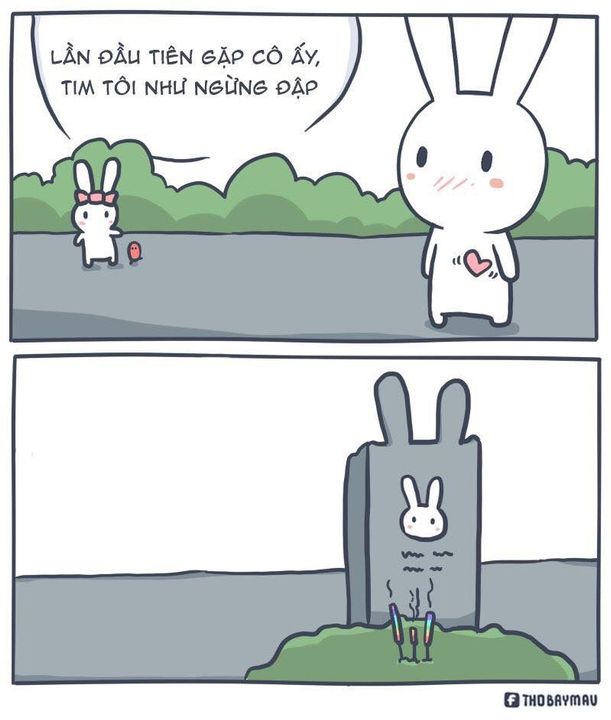 LẦN ĐẦU TIÊN GẶP CÔ ẤY,
TIM TÔI NHƯ NGỪNG ĐẬP
f THOBAYMAU